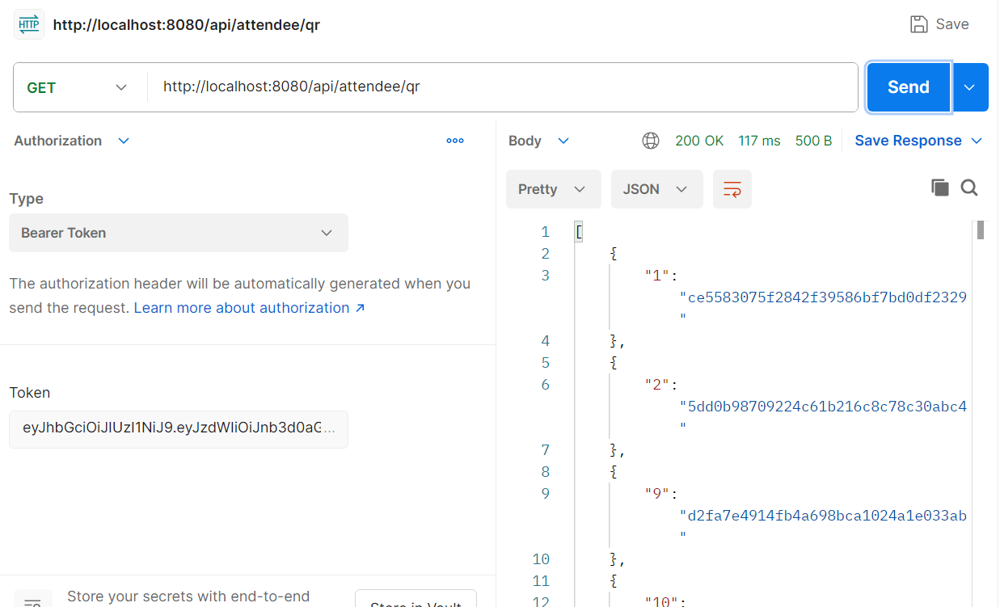 HTTP
http://localhost:8080/api/attendee/qr
Save
GET
http://localhost:8080/api/attendee/qr
Send
Authorization
Body
200 OK
117 ms
500 B
Save Response
Type
Bearer Token
The authorization header will be automatically generated when you
send the request. Learn more about authorization ↗
Token
eyJhbGciOiJIUzI1NiJ9.eyJzdWIiOiJnb3d0aG...
Store your secrets with end-to-end
Store in Vault
Pretty
JSON
1 [
2 {
3 "1":
"ce5583075f2842f39586bf7bd0df2329
"
4 },
5 {
6 "2":
"5dd0b98709224c61b216c8c78c30abc4
"
7 },
8 {
9 "9":
"d2fa7e4914fb4a698bca1024a1e033ab
"
10 },
11 {
12 "10":